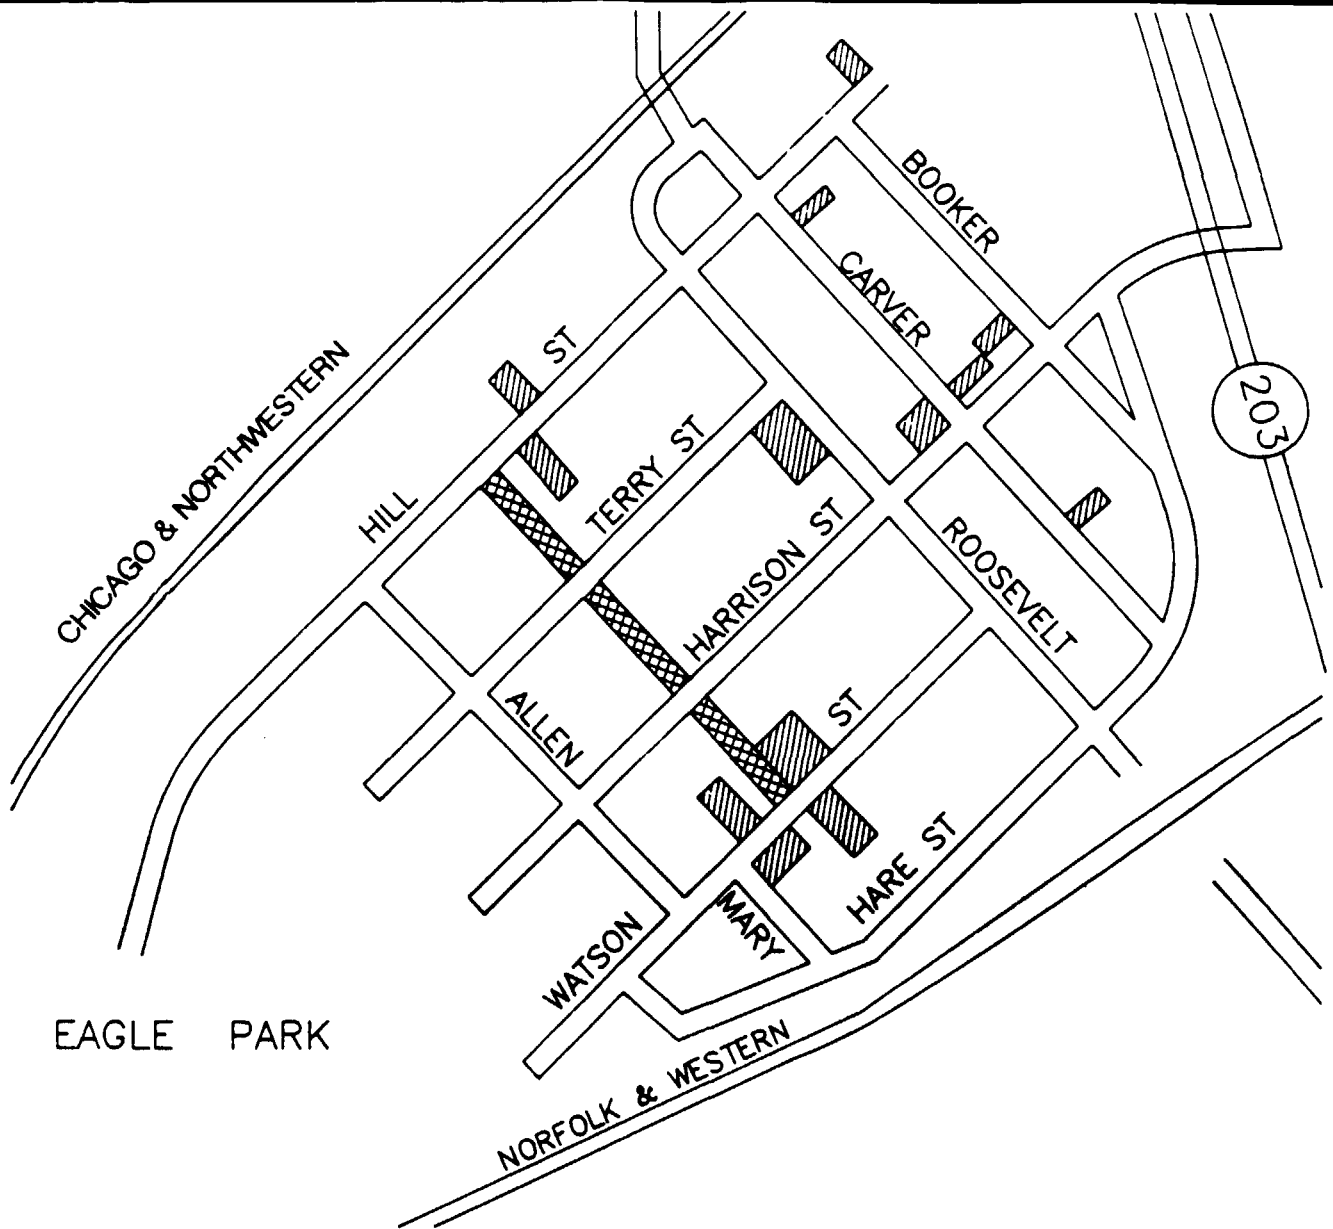 BOOKER
CARVER
203
CHICAGO & NORTHWESTERN
HILL ST
TERRY ST
HARRISON ST
ROOSEVELT
ALLEN
WATSON ST
MARY
HARE ST
EAGLE PARK
NORFOLK & WESTERN